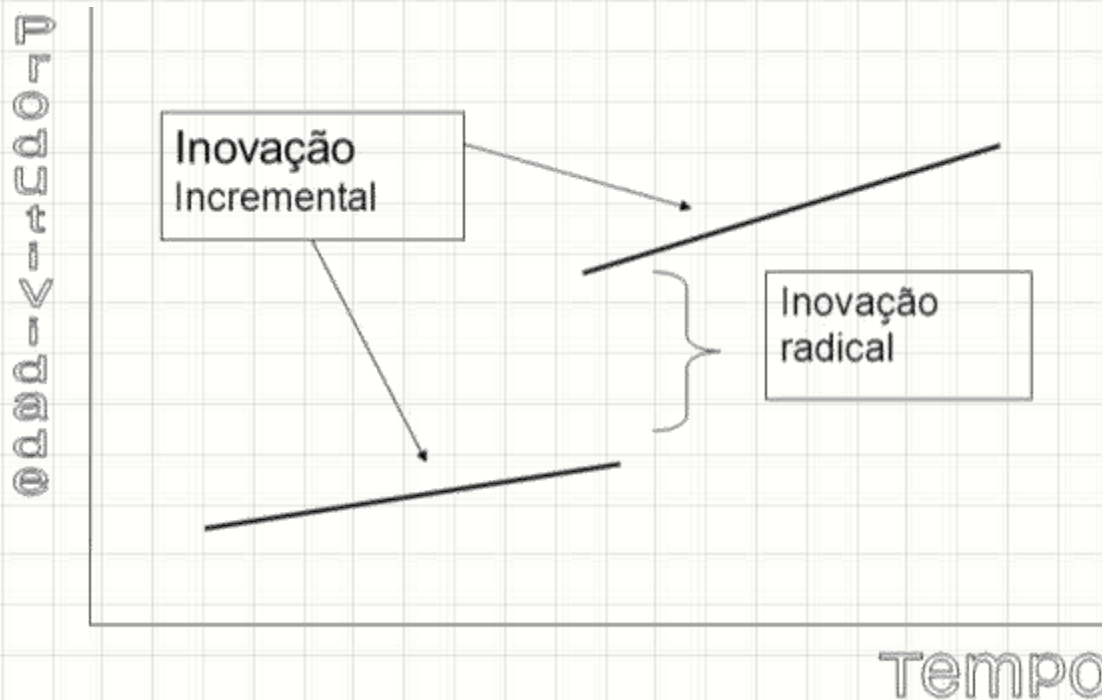 Produtividade
Inovação
Incremental
Inovação
radical
Tempo